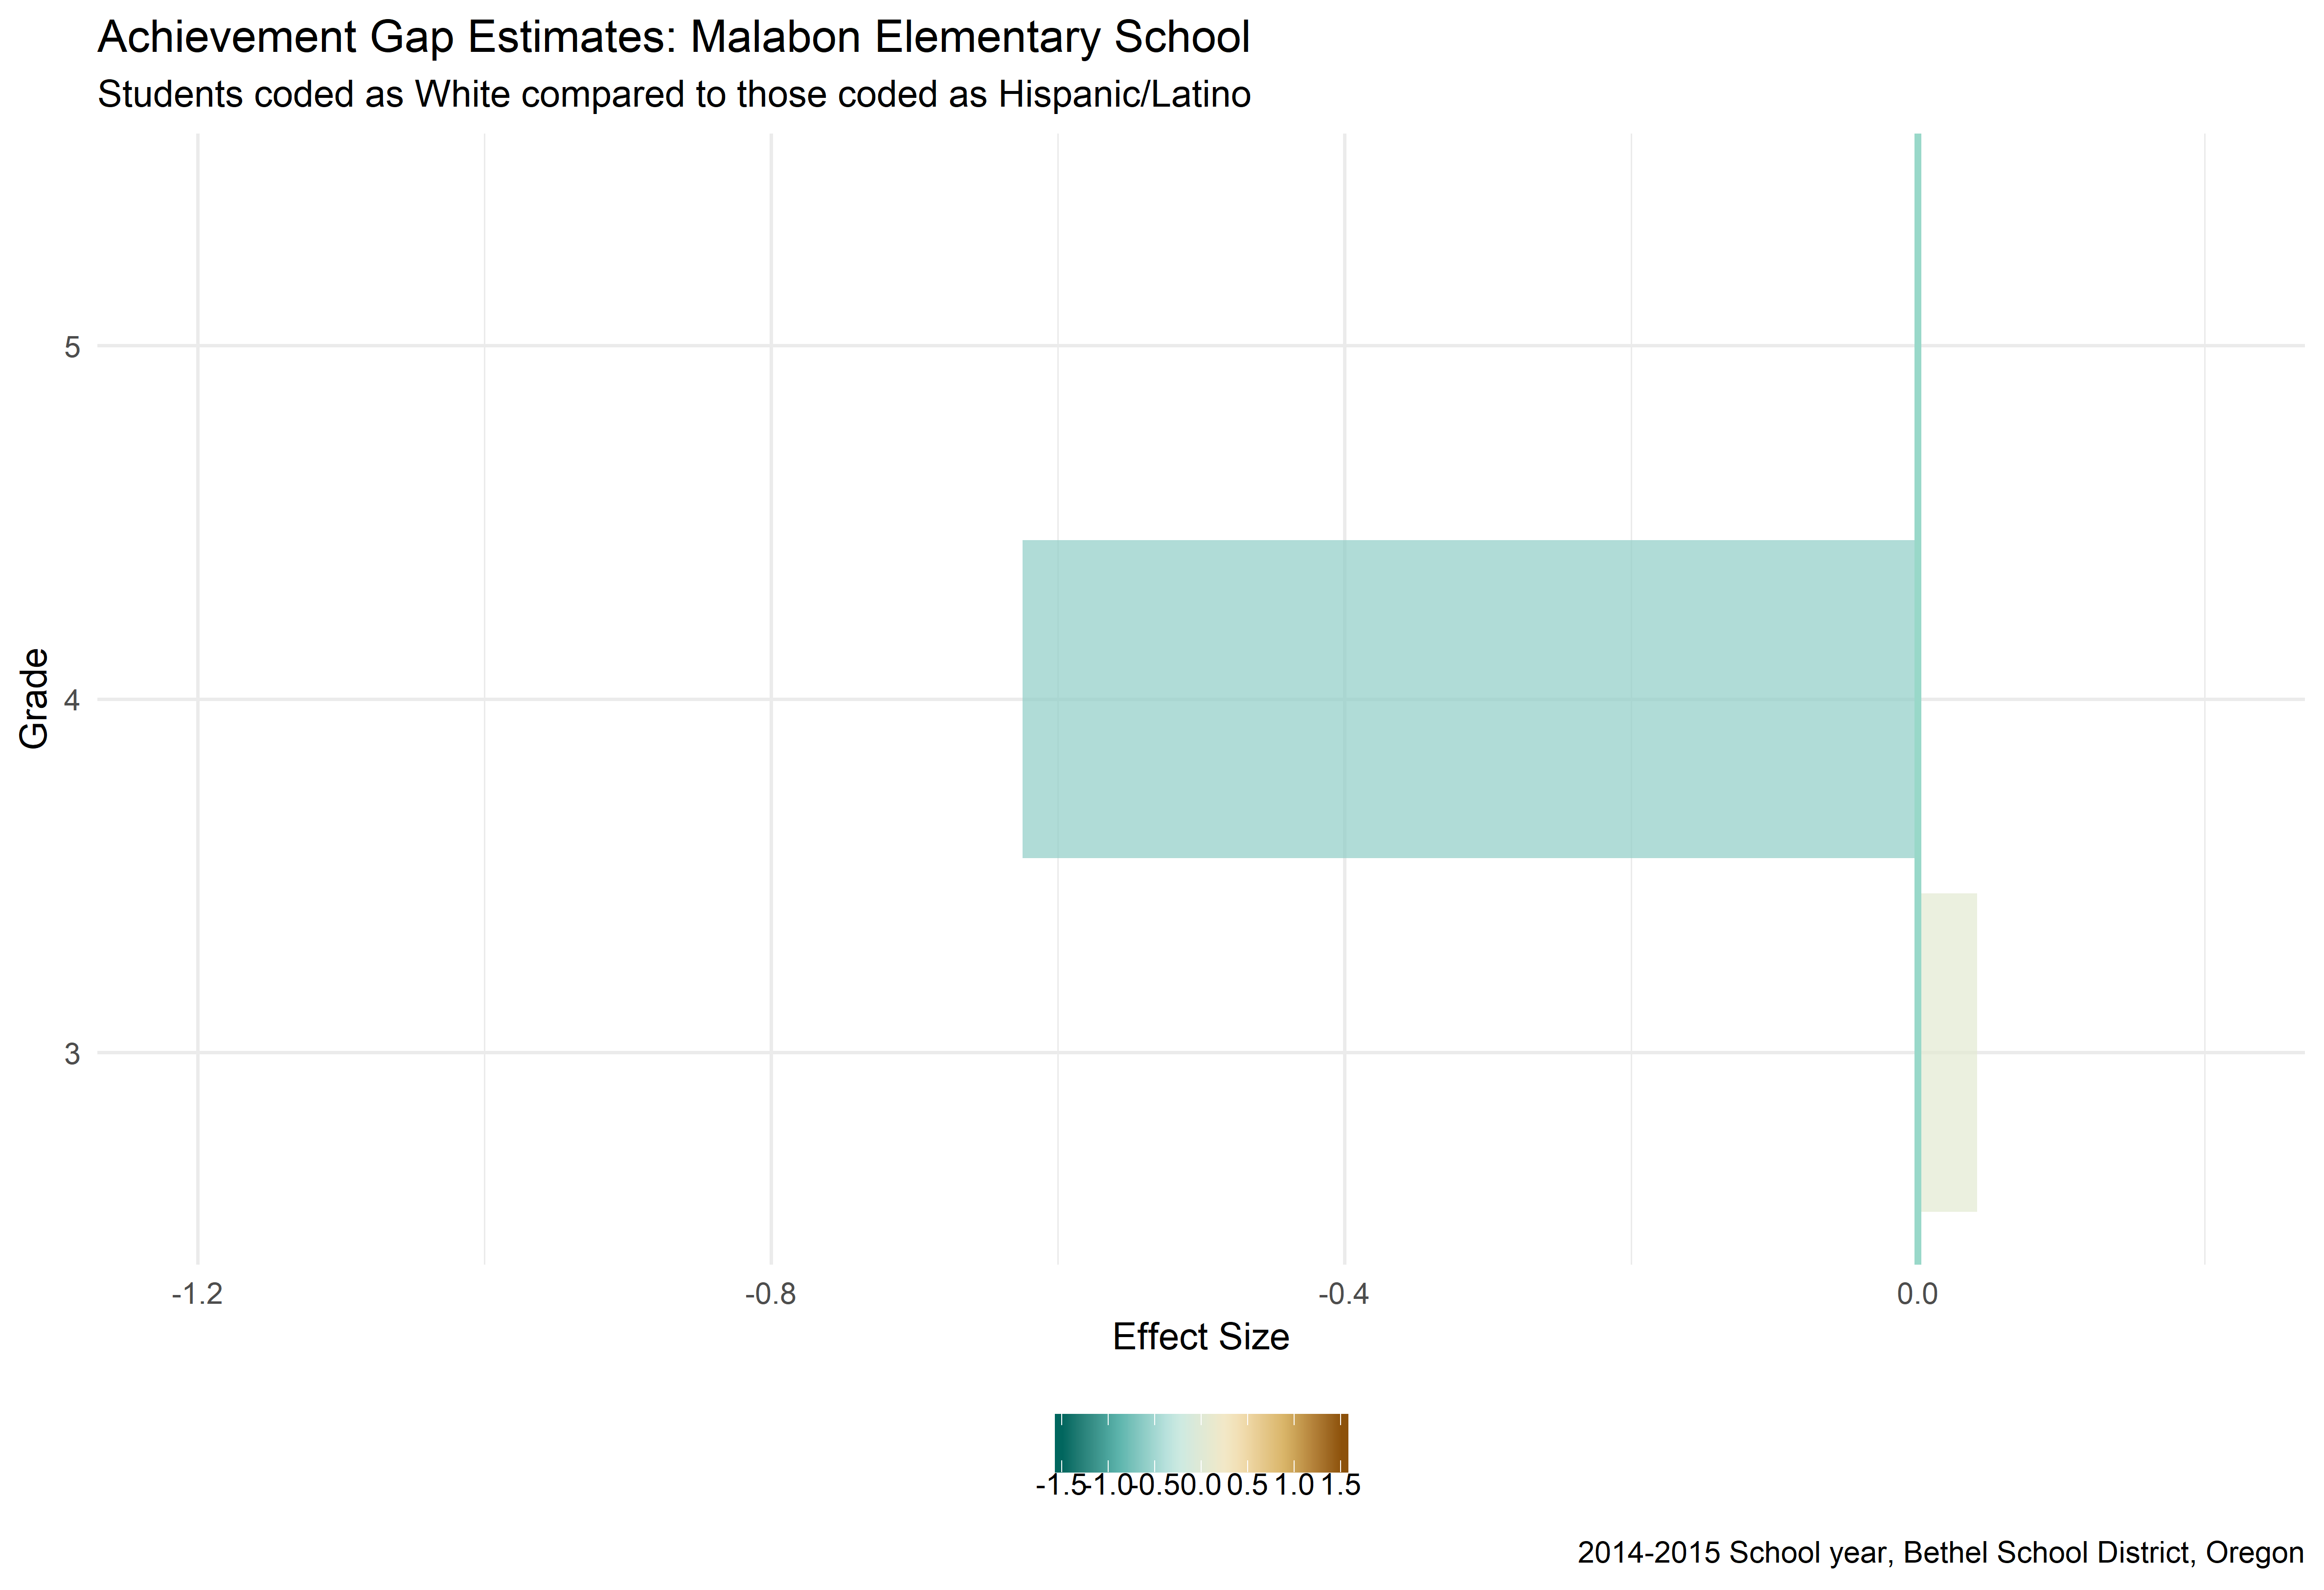 Achievement Gap Estimates: Malabon Elementary School
Students coded as White compared to those coded as Hispanic/Latino
5
4
3
Grade
-1.2
-0.8
-0.4
0.0
Effect Size
-1.5 -1.0 -0.5 0.0 0.5 1.0 1.5
2014-2015 School year, Bethel School District, Oregon